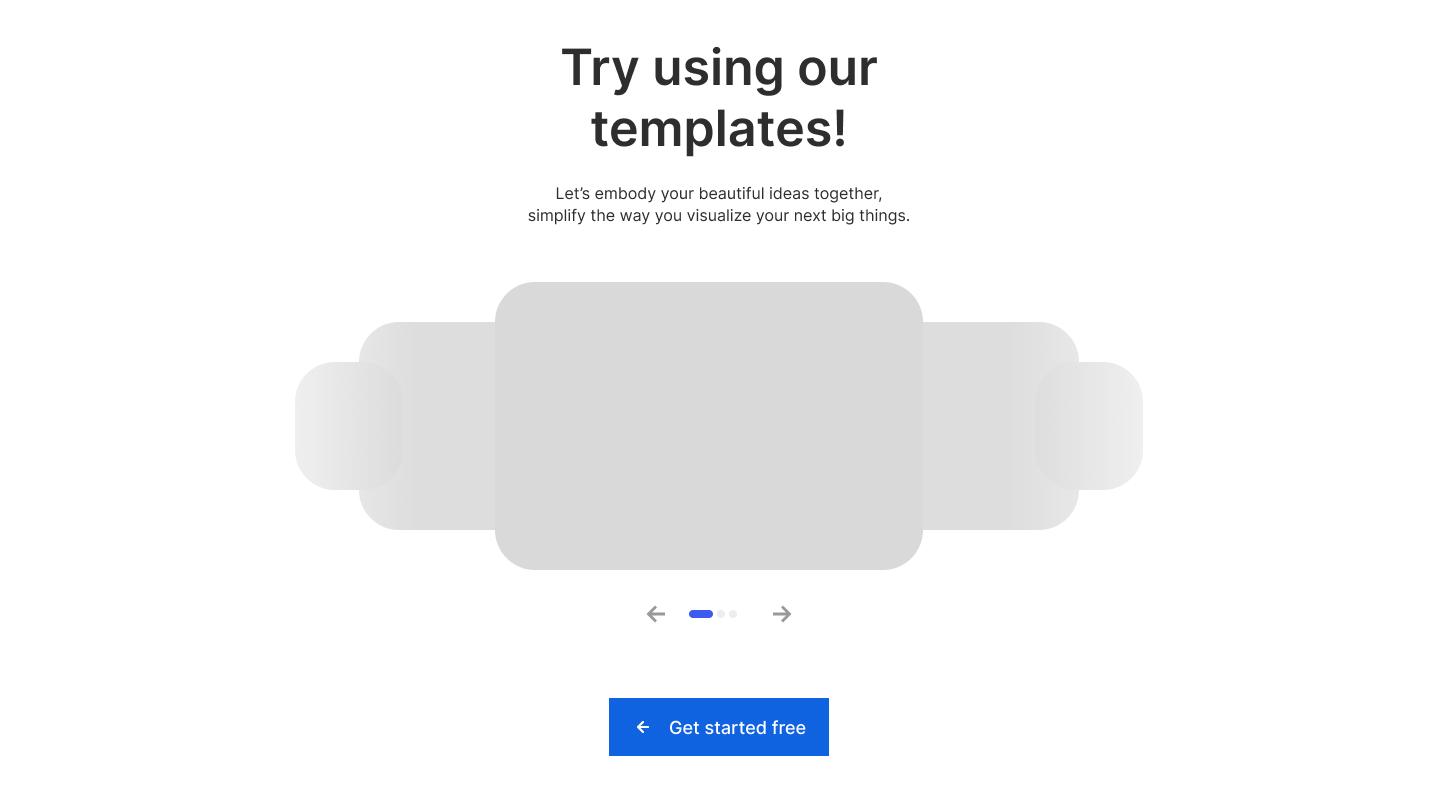 Try using our
templates!
Let’s embody your beautiful ideas together,
simplify the way you visualize your next big things.
Get started free